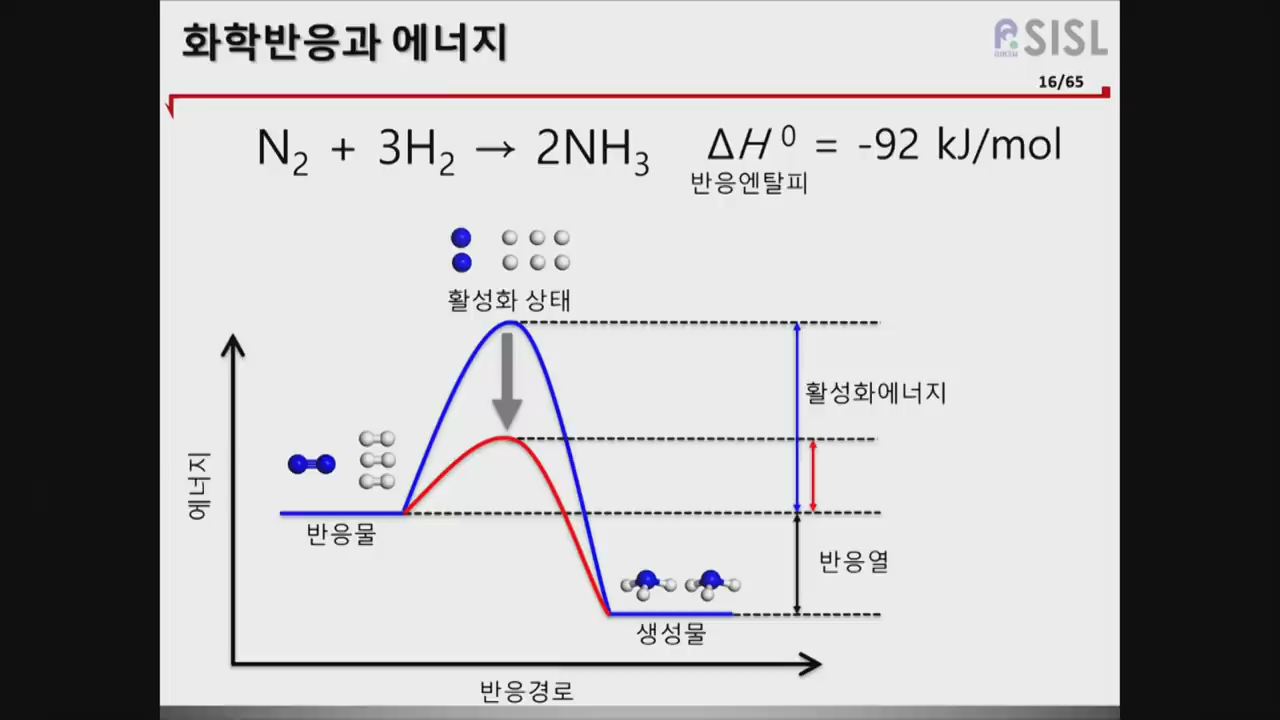 화학반응과 에너지
SISL
16/65
N₂ + 3H₂ → 2NH₃ ΔH⁰ = -92 kJ/mol
반응엔탈피
활성화 상태
활성화에너지
에너지
반응물
반응열
생성물
반응경로